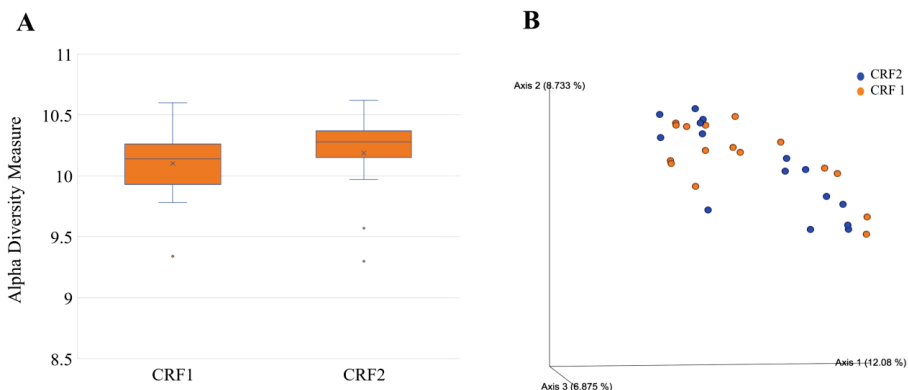 A
Alpha Diversity Measure
11
10.5
10
9.5
9
8.5
CRF1
CRF2
B
Axis 2 (8.733 %)
CRF2
CRF 1
Axis 1 (12.08 %)
Axis 3 (6.875 %)